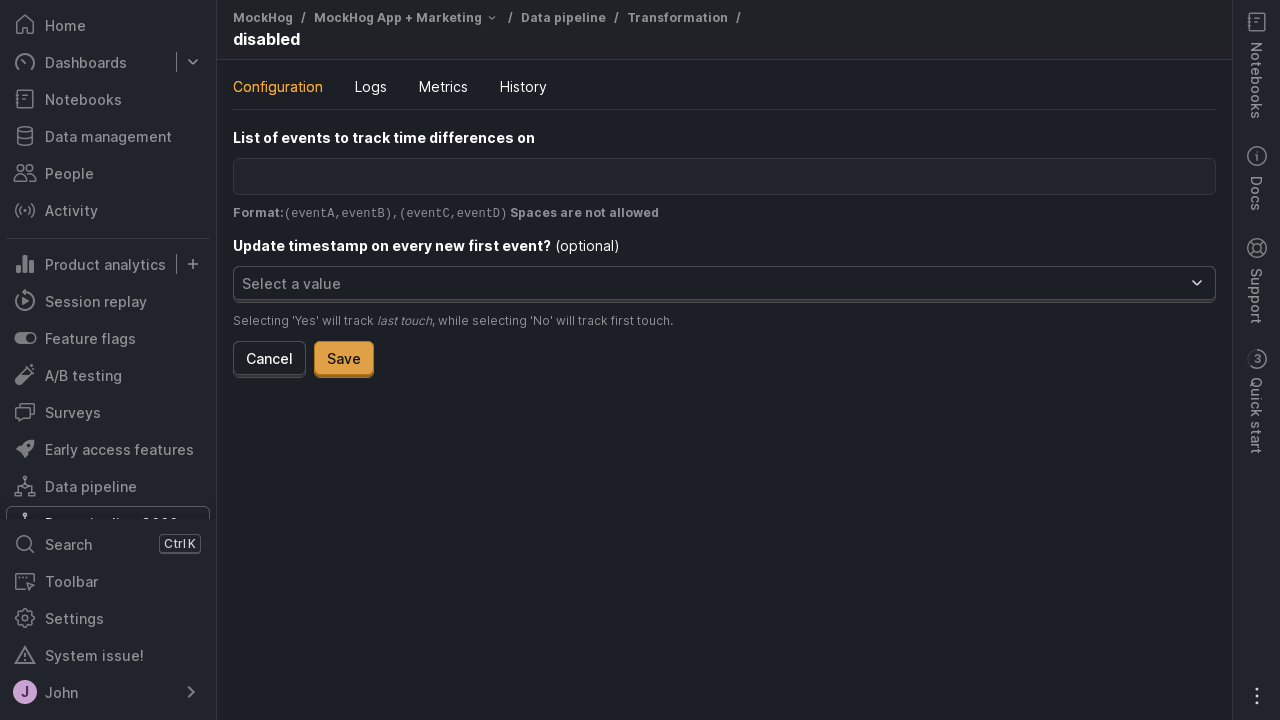 Home
Dashboards
Notebooks
Data management
People
Activity
Product analytics
Session replay
Feature flags
A/B testing
Surveys
Early access features
Data pipeline
Search Ctrl K
Toolbar
Settings
System issue!
J John
MockHog / MockHog App + Marketing / Data pipeline / Transformation /
disabled
Configuration Logs Metrics History
List of events to track time differences on
Format:(eventA,eventB),(eventC,eventD) Spaces are not allowed
Update timestamp on every new first event? (optional)
Select a value
Selecting 'Yes' will track last touch, while selecting 'No' will track first touch.
Cancel Save
Notebooks
Docs
Support
3 Quick start